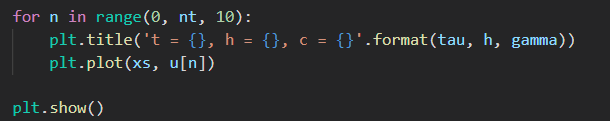 for n in range(0, nt, 10):
    plt.title('t = {}, h = {}, c = {}'.format(tau, h, gamma))
    plt.plot(xs, u[n])
plt.show()